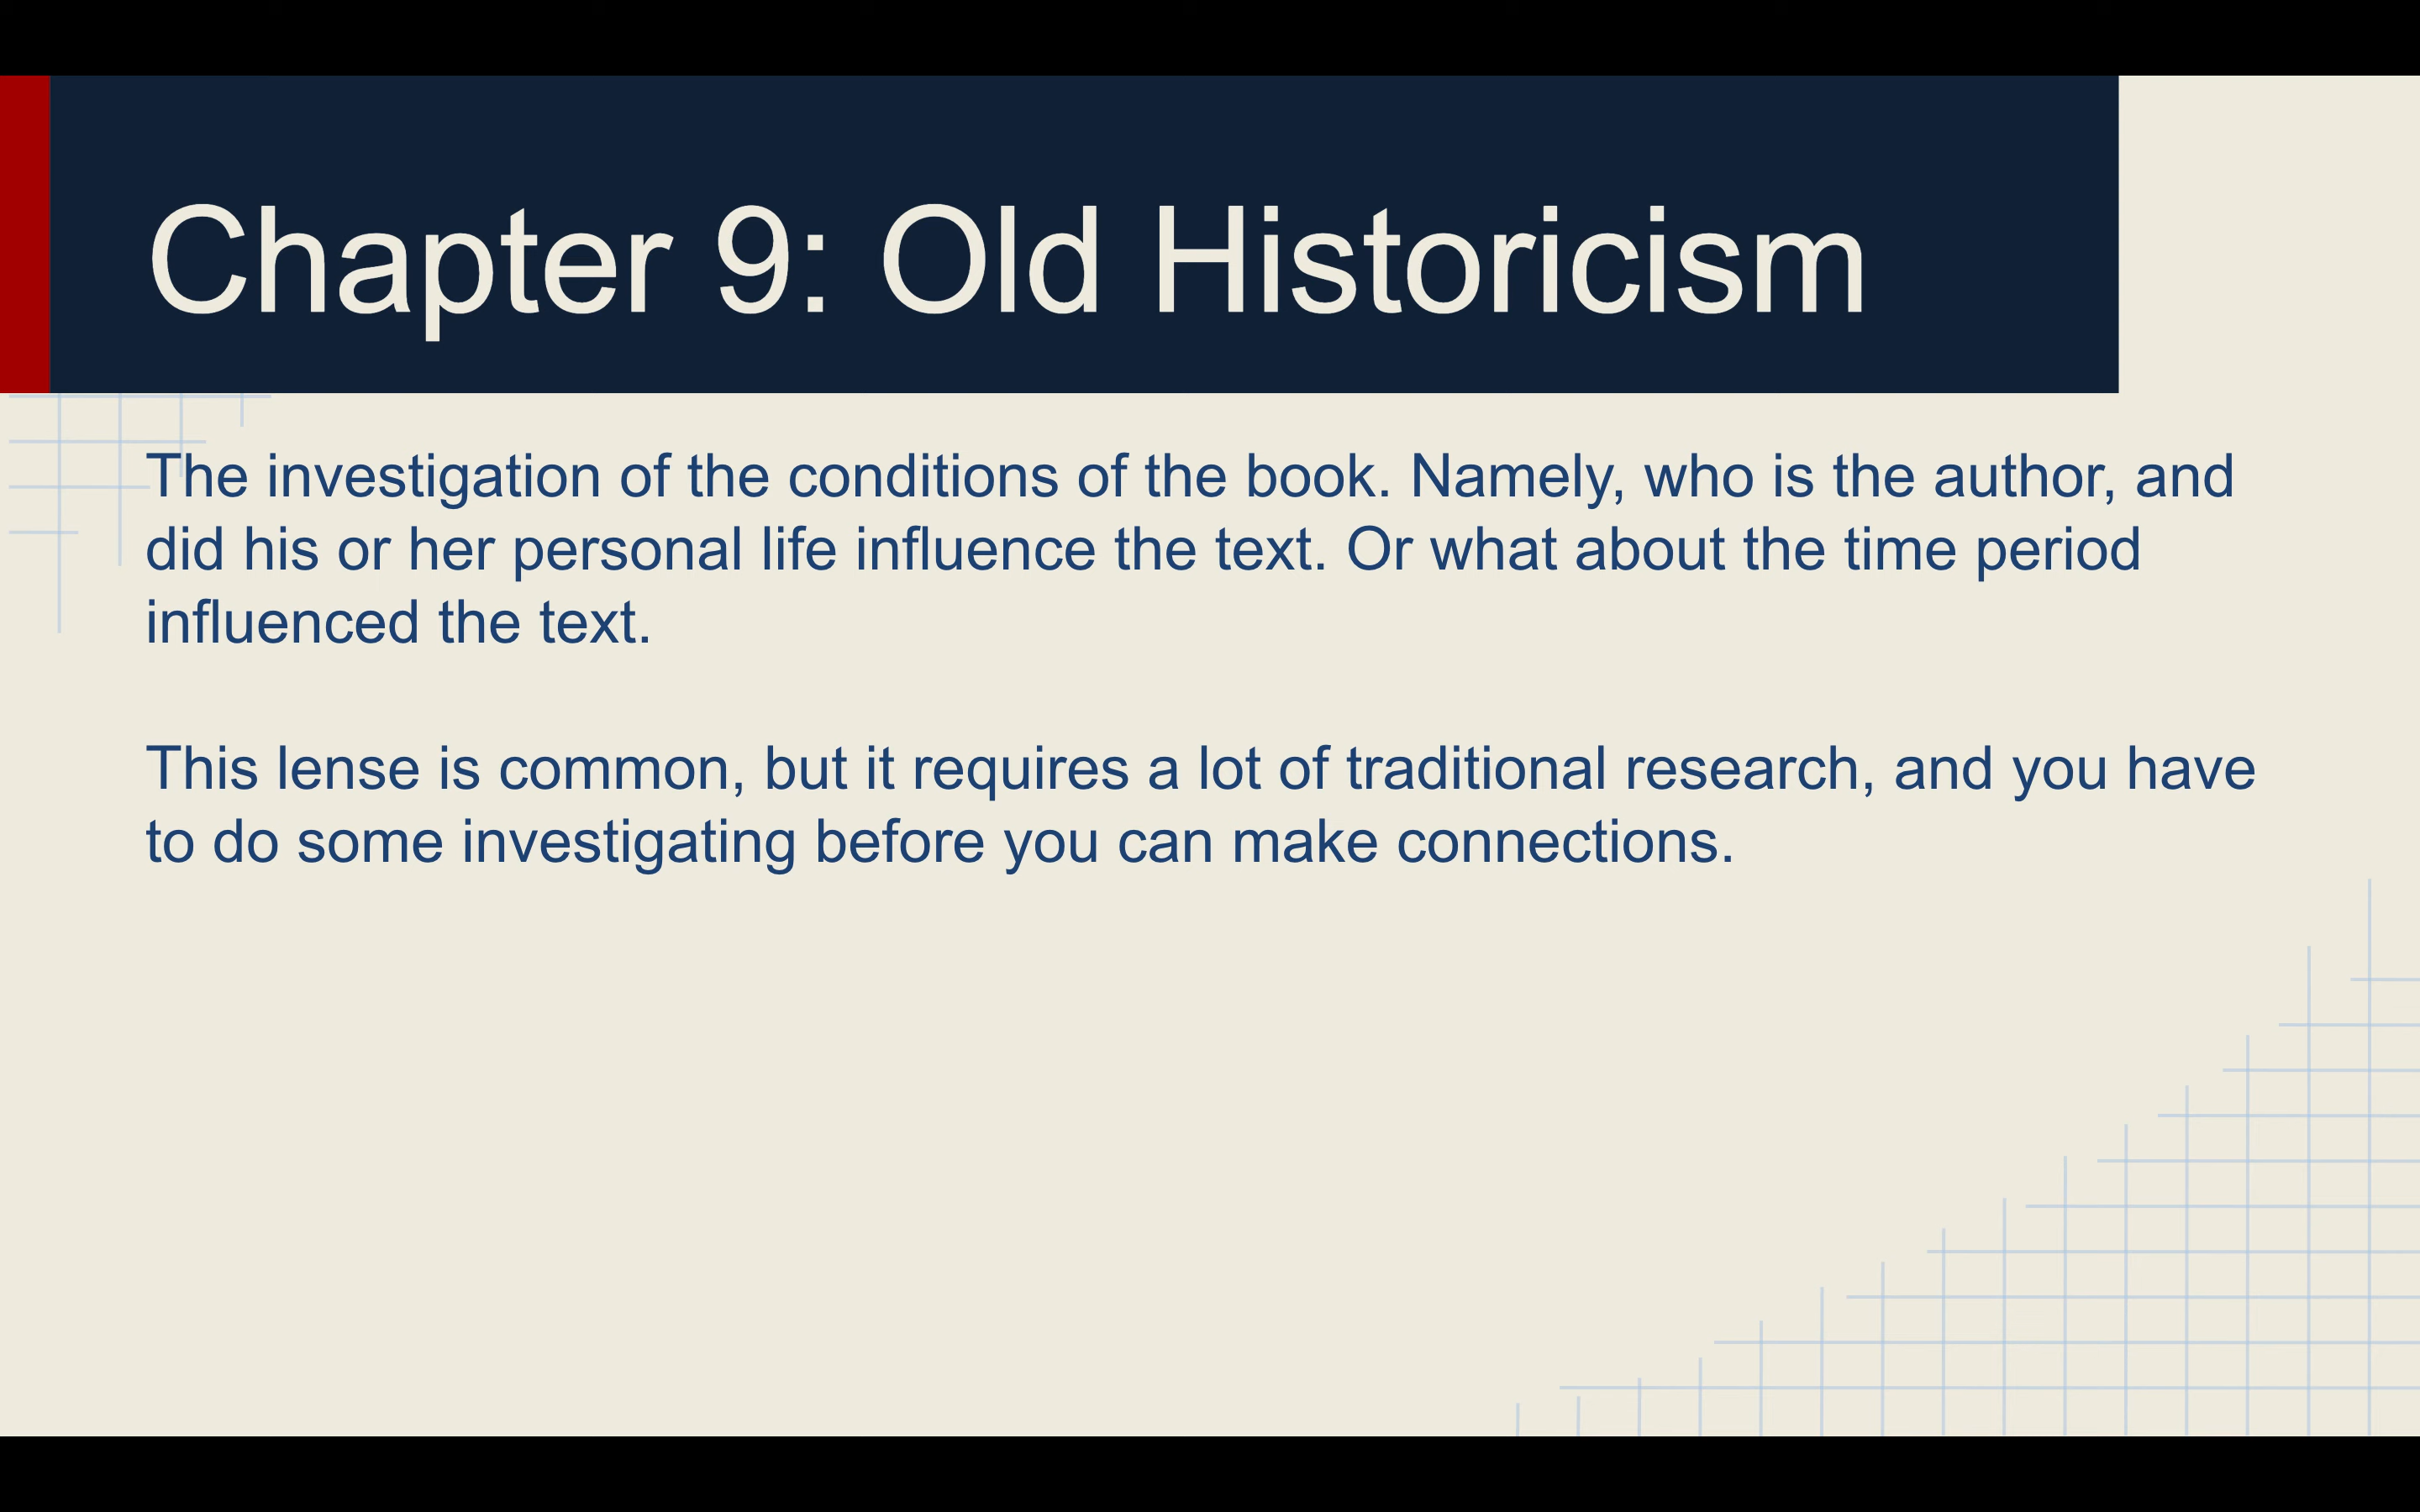 Chapter 9: Old Historicism
The investigation of the conditions of the book. Namely, who is the author, and
did his or her personal life influence the text. Or what about the time period
influenced the text.
This lense is common, but it requires a lot of traditional research, and you have
to do some investigating before you can make connections.